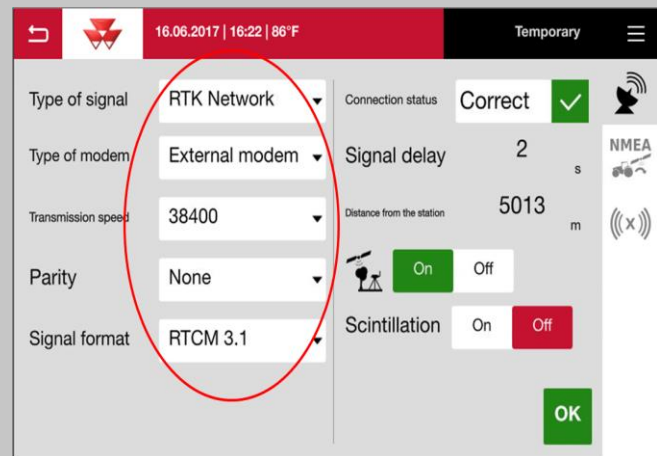 16.06.2017 | 16:22 | 86°F
Temporary
Type of signal RTK Network
Type of modem External modem
Transmission speed 38400
Parity None
Signal format RTCM 3.1
Connection status Correct
Signal delay 2 s
Distance from the station 5013 m
On Off
Scintillation On Off
OK
NMEA
((x))